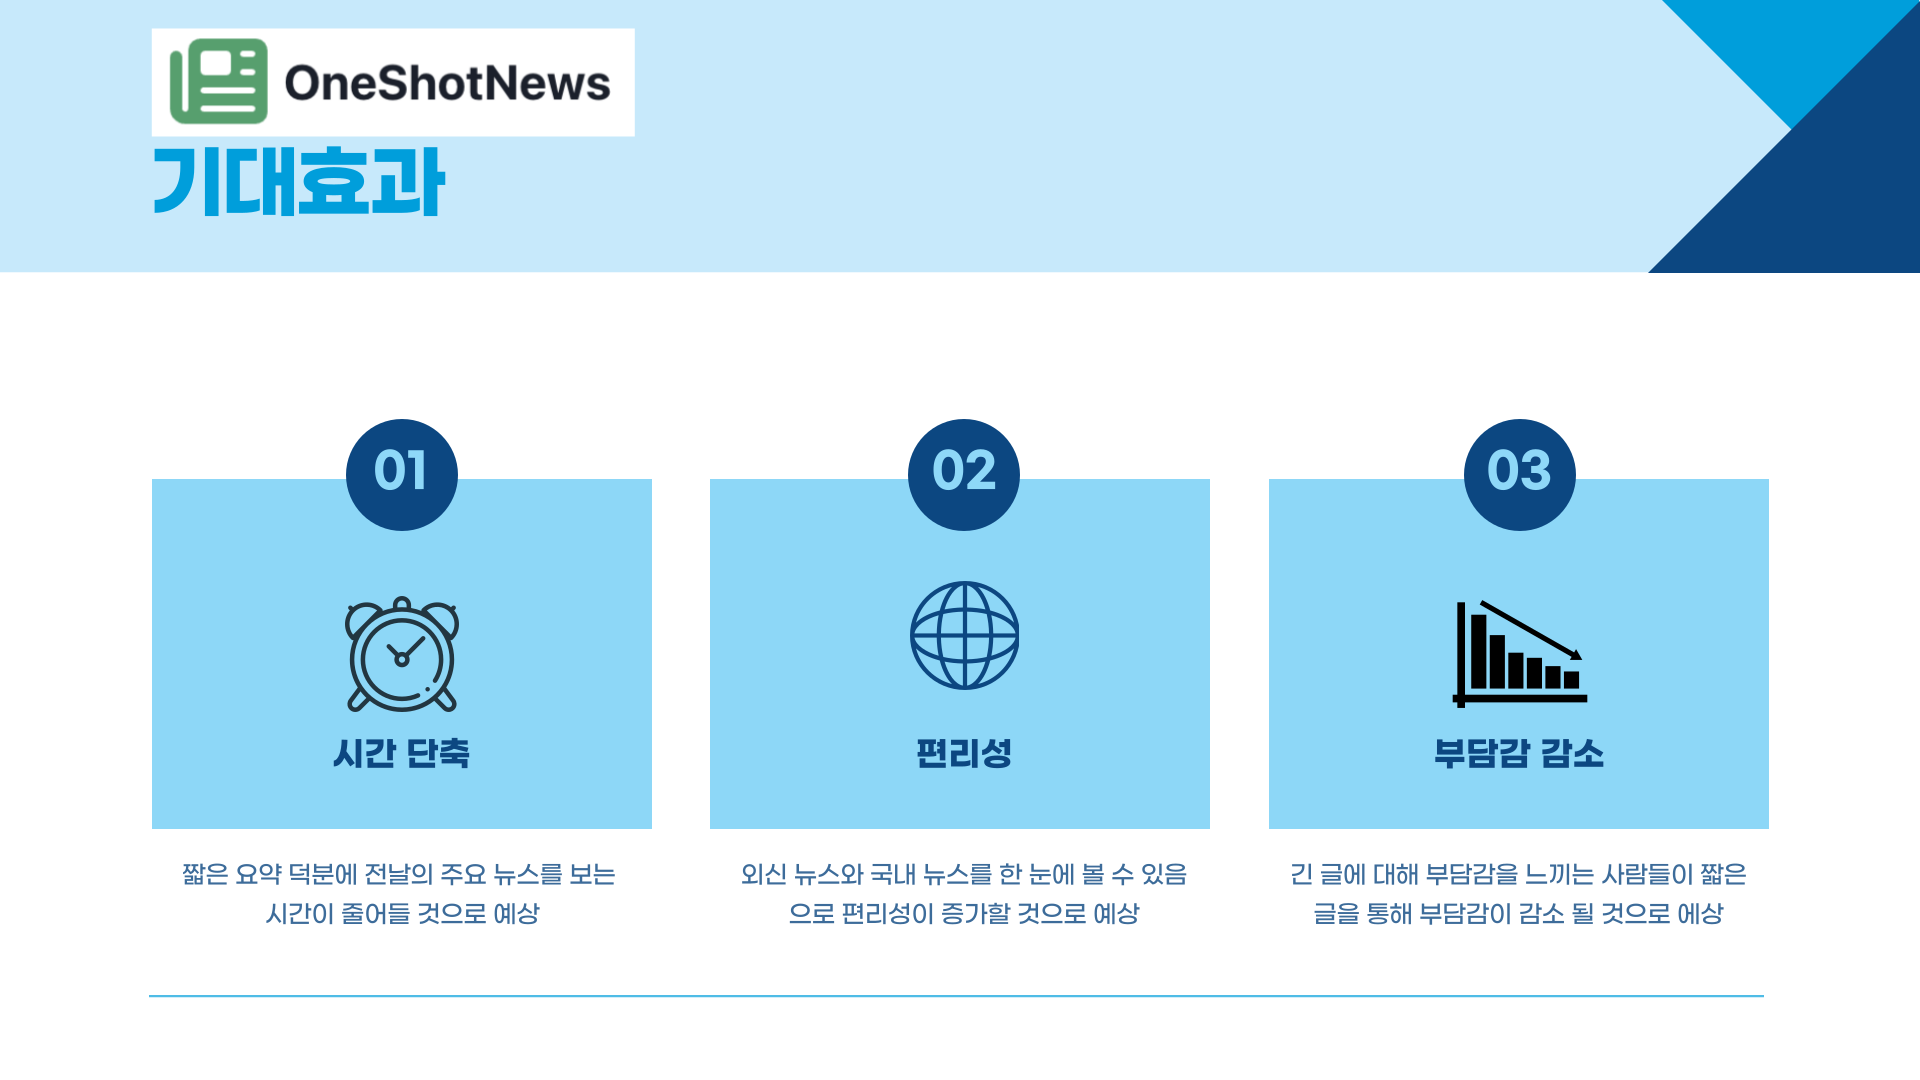 OneShotNews
기대효과
01
02
03
시간 단축
편리성
부담감 감소
짧은 요약 덕분에 전날의 주요 뉴스를 보는
시간이 줄어들 것으로 예상
외신 뉴스와 국내 뉴스를 한 눈에 볼 수 있음
으로 편리성이 증가할 것으로 예상
긴 글에 대해 부담감을 느끼는 사람들이 짧은
글을 통해 부담감이 감소 될 것으로 에상